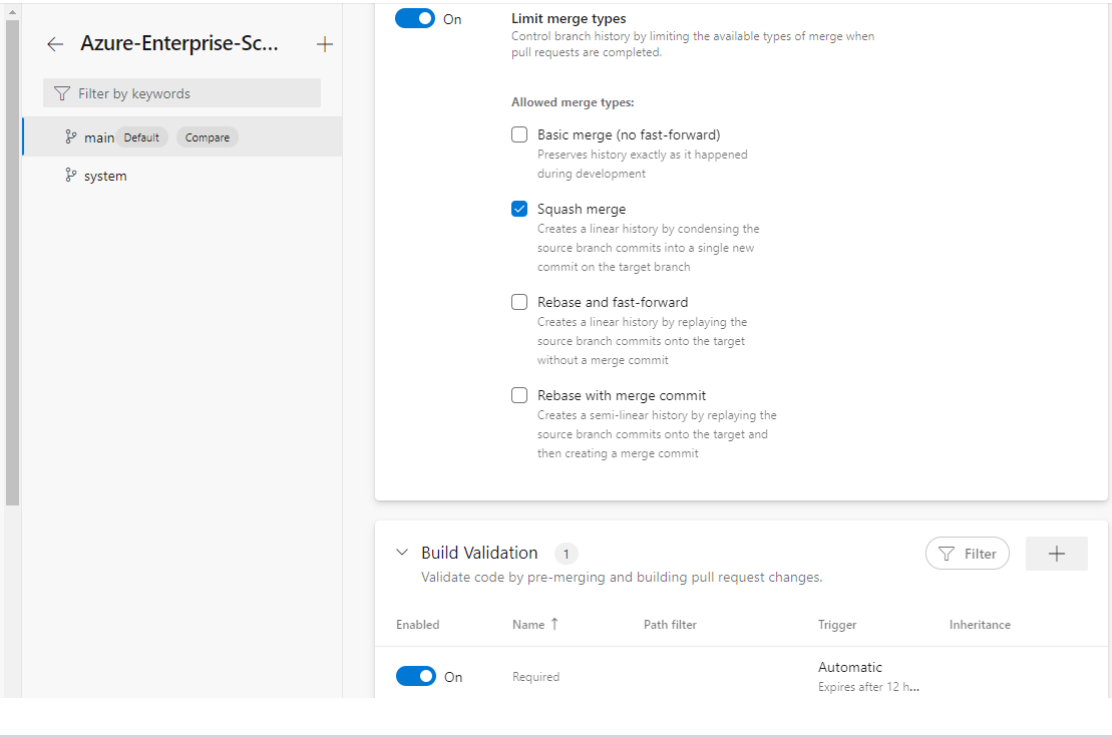 Azure-Enterprise-Sc...
Filter by keywords
main Default Compare
system
On
Limit merge types
Control branch history by limiting the available types of merge when
pull requests are completed.
Allowed merge types:
Basic merge (no fast-forward)
Preserves history exactly as it happened
during development
Squash merge
Creates a linear history by condensing the
source branch commits into a single new
commit on the target branch
Rebase and fast-forward
Creates a linear history by replaying the
source branch commits onto the target
without a merge commit
Rebase with merge commit
Creates a semi-linear history by replaying the
source branch commits onto the target and
then creating a merge commit
Build Validation 1
Filter
Validate code by pre-merging and building pull request changes.
Enabled Name ↑ Path filter Trigger Inheritance
On Required Automatic
Expires after 12 h...